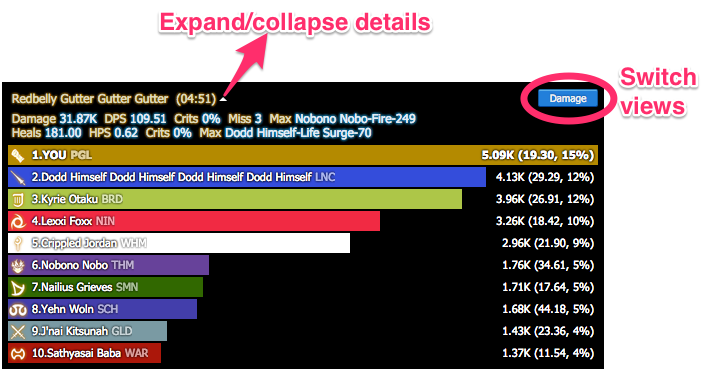 Expand/collapse details
Switch views
Redbelly Gutter Gutter Gutter (04:51)
Damage
Damage 31.87K DPS 109.51 Crits 0% Miss 3 Max Nobono Nobo-Fire-249
Heals 181.00 HPS 0.62 Crits 0% Max Dodd Himself-Life Surge-70
1.YOU PGL 5.09K (19.30, 15%)
2.Dodd Himself Dodd Himself Dodd Himself Dodd Himself LNC 4.13K (29.29, 12%)
3.Kyrie Otaku BRD 3.96K (26.91, 12%)
4.Lexxi Foxx NIN 3.26K (18.42, 10%)
5.Crippled Jordan WHM 2.96K (21.90, 9%)
6.Nobono Nobo THM 1.76K (34.61, 5%)
7.Nailius Grieves SMN 1.71K (17.64, 5%)
8.Yehn Woln SCH 1.68K (44.18, 5%)
9.J'nai Kitsunah GLD 1.43K (23.36, 4%)
10.Sathyasai Baba WAR 1.37K (11.54, 4%)